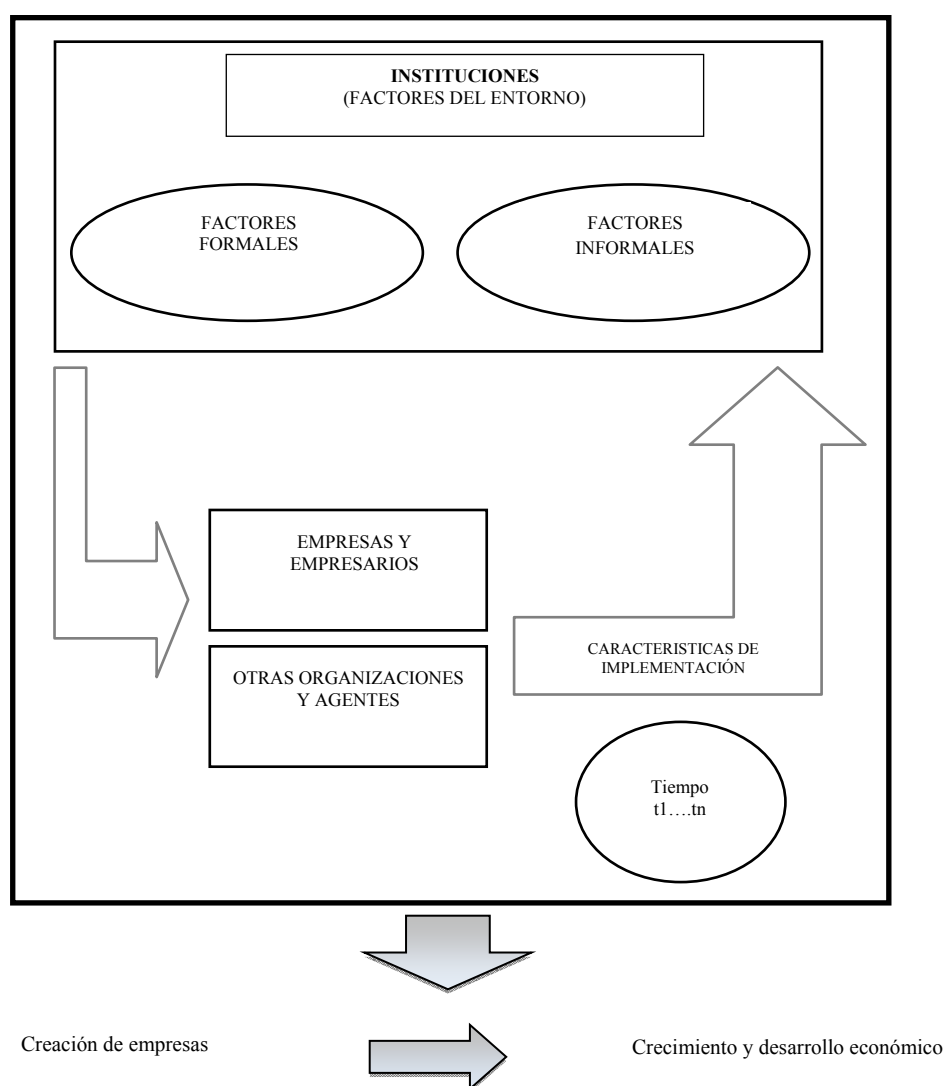 INSTITUCIONES
(FACTORES DEL ENTORNO)
FACTORES
FORMALES
FACTORES
INFORMALES
EMPRESAS Y
EMPRESARIOS
OTRAS ORGANIZACIONES
Y AGENTES
CARACTERISTICAS DE
IMPLEMENTACIÓN
Tiempo
t1….tn
Creación de empresas
Crecimiento y desarrollo económico